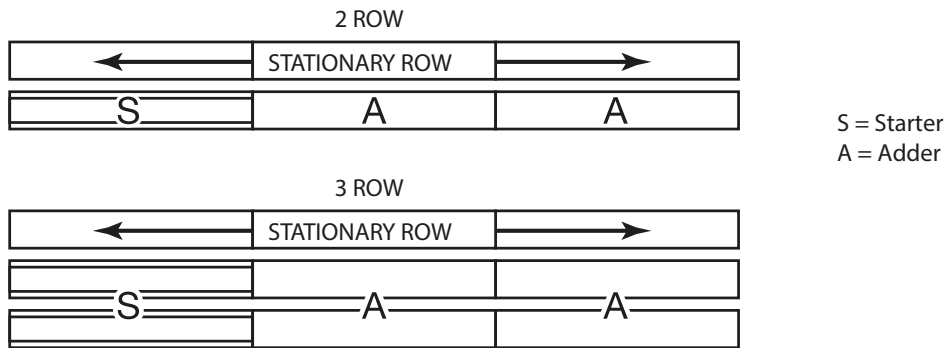 2 ROW
STATIONARY ROW
S A A
S = Starter
A = Adder
3 ROW
STATIONARY ROW
S A A